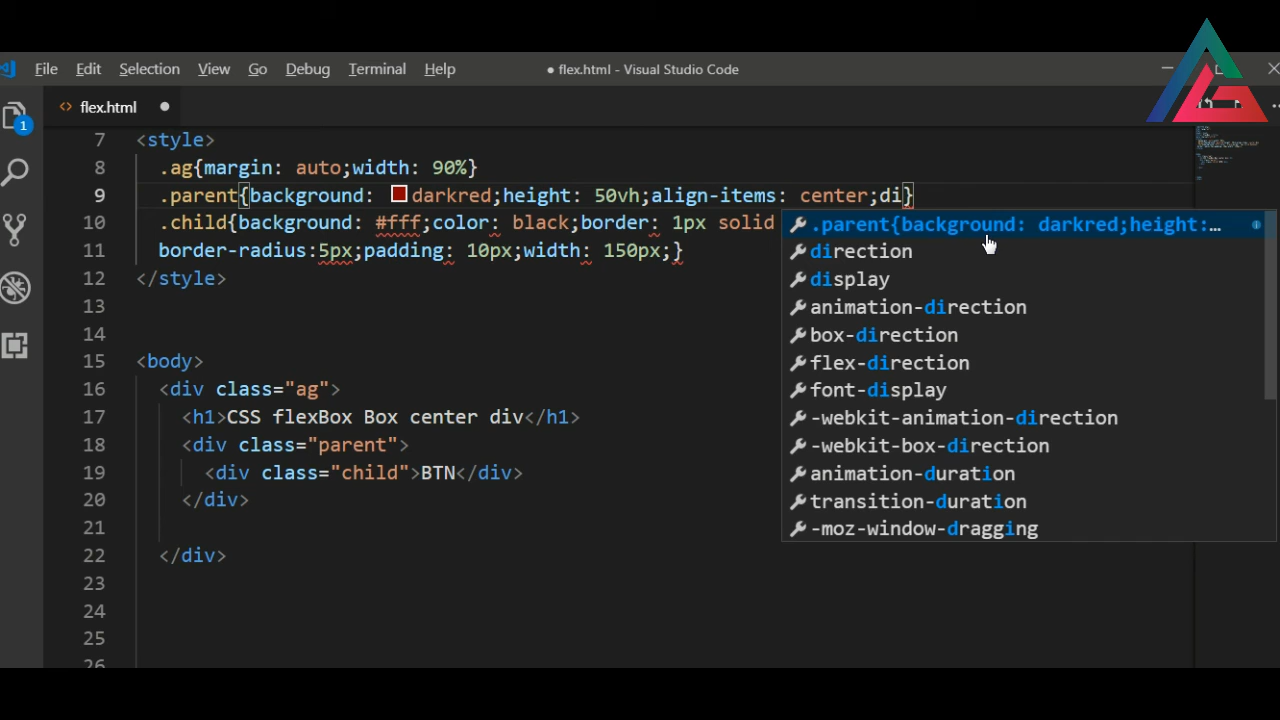 File Edit Selection View Go Debug Terminal Help ● flex.html - Visual Studio Code
<> flex.html ●
1
7 <style>
8 .ag{margin: auto;width: 90%}
9 .parent{background: darkred;height: 50vh;align-items: center;di}
10 .child{background: #fff;color: black;border: 1px solid
11 border-radius:5px;padding: 10px;width: 150px;}
12 </style>
13
14
15 <body>
16 <div class="ag">
17 <h1>CSS flexBox Box center div</h1>
18 <div class="parent">
19 <div class="child">BTN</div>
20 </div>
21
22 </div>
23
24
25
26
.parent{background: darkred;height:…
direction
display
animation-direction
box-direction
flex-direction
font-display
-webkit-animation-direction
-webkit-box-direction
animation-duration
transition-duration
-moz-window-dragging